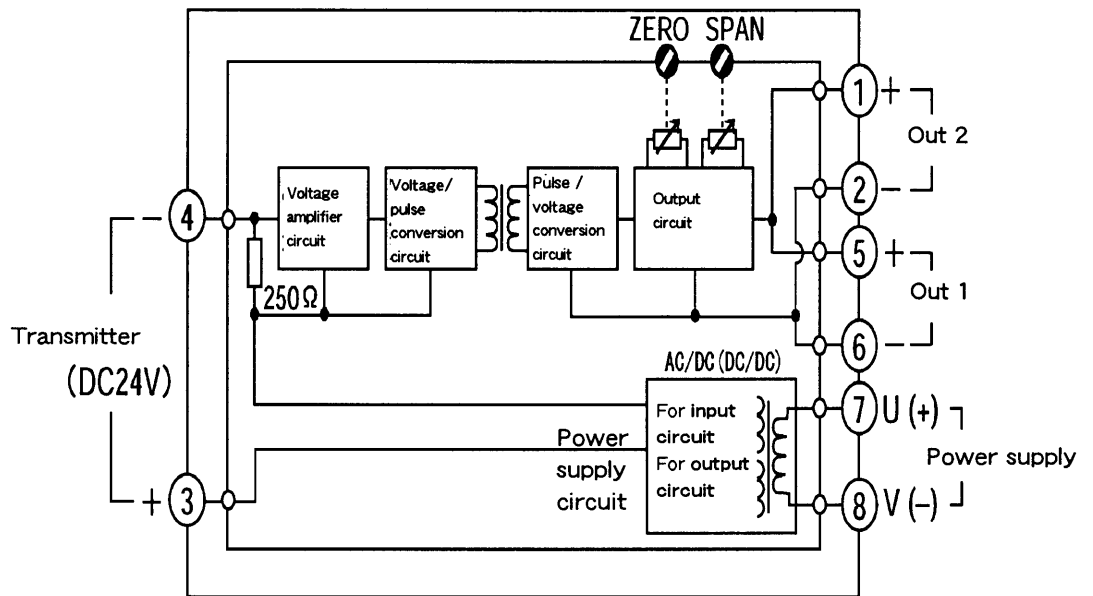 ZERO SPAN
1 +
Out 2
2 −
4 −
Voltage
amplifier
circuit
Voltage/
pulse
conversion
circuit
Pulse /
voltage
conversion
circuit
Output
circuit
5 +
Out 1
6 −
250Ω
Transmitter
(DC24V)
+ 3
AC/DC (DC/DC)
For input
circuit
For output
circuit
Power
supply
circuit
7 U (+)
Power supply
8 V (−)